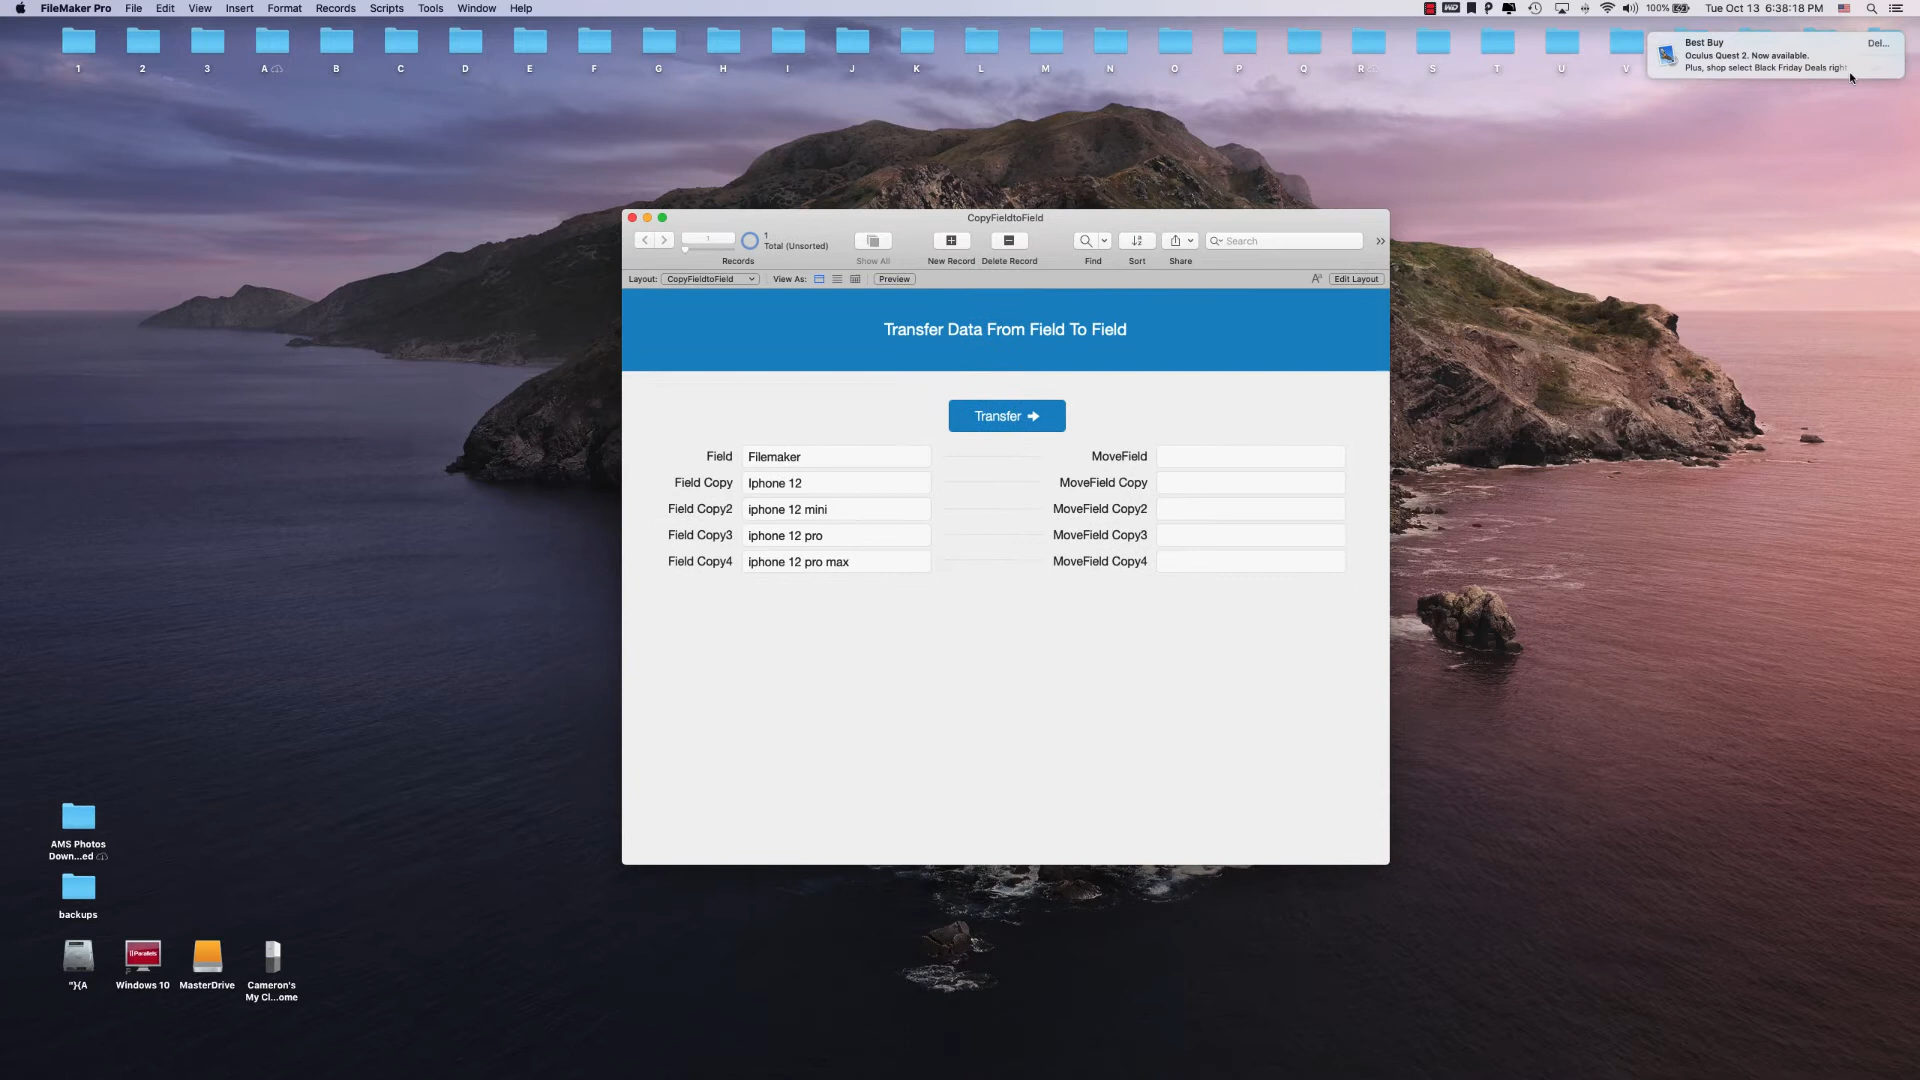 FileMaker Pro File Edit View Insert Format Records Scripts Tools Window Help
100% Tue Oct 13 6:38:18 PM
1 2 3 A B C D E F G H I J K L M N O P Q R S T U V
Best Buy Del...
Oculus Quest 2. Now available.
Plus, shop select Black Friday Deals right
CopyFieldtoField
1
1
Total (Unsorted)
Search
Records Show All New Record Delete Record Find Sort Share
Layout: CopyFieldtoField View As: Preview Edit Layout
Transfer Data From Field To Field
Transfer
Field Filemaker MoveField
Field Copy Iphone 12 MoveField Copy
Field Copy2 iphone 12 mini MoveField Copy2
Field Copy3 iphone 12 pro MoveField Copy3
Field Copy4 iphone 12 pro max MoveField Copy4
AMS Photos
Down...ed
backups
||Parallels
"}{A Windows 10 MasterDrive Cameron's
My Cl...ome